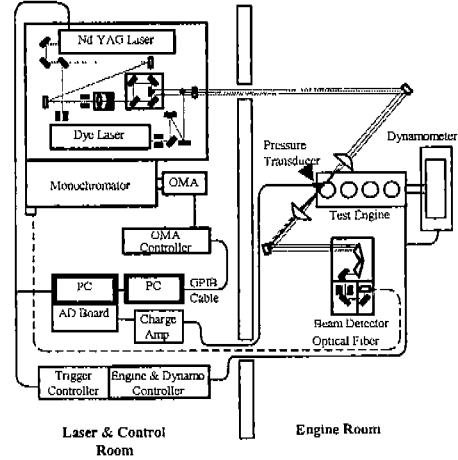 Nd YAG Laser
Dye Laser
Monochromator
OMA
OMA
Controller
PC
PC
GPIB
Cable
AD Board
Charge
Amp
Trigger
Controller
Engine & Dynamo
Controller
Laser & Control
Room
Pressure
Transducer
Dynamometer
Test Engine
Beam Detector
Optical Fiber
Engine Room